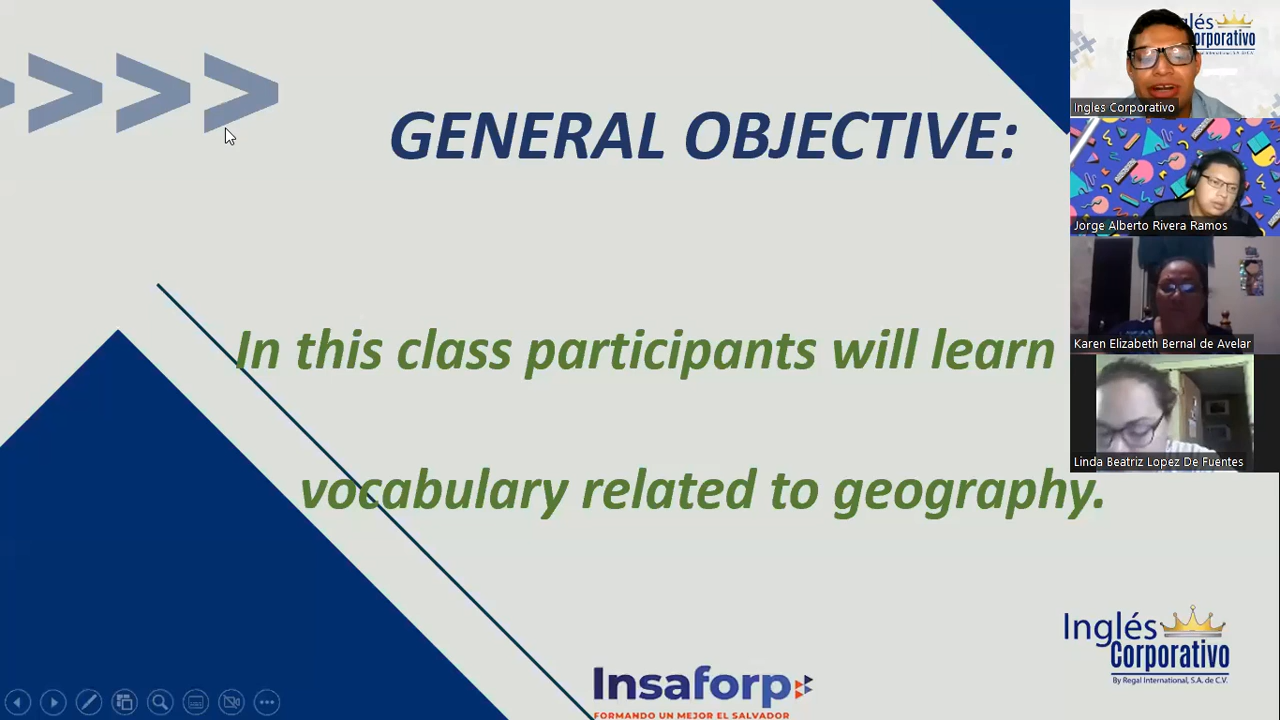 GENERAL OBJECTIVE:
In this class participants will learn
vocabulary related to geography.
Insaforp
FORMANDO UN MEJOR EL SALVADOR
Inglés
Corporativo
By Regal International, S.A. de C.V.
Ingles Corporativo
Jorge Alberto Rivera Ramos
Karen Elizabeth Bernal de Avelar
Linda Beatriz Lopez De Fuentes